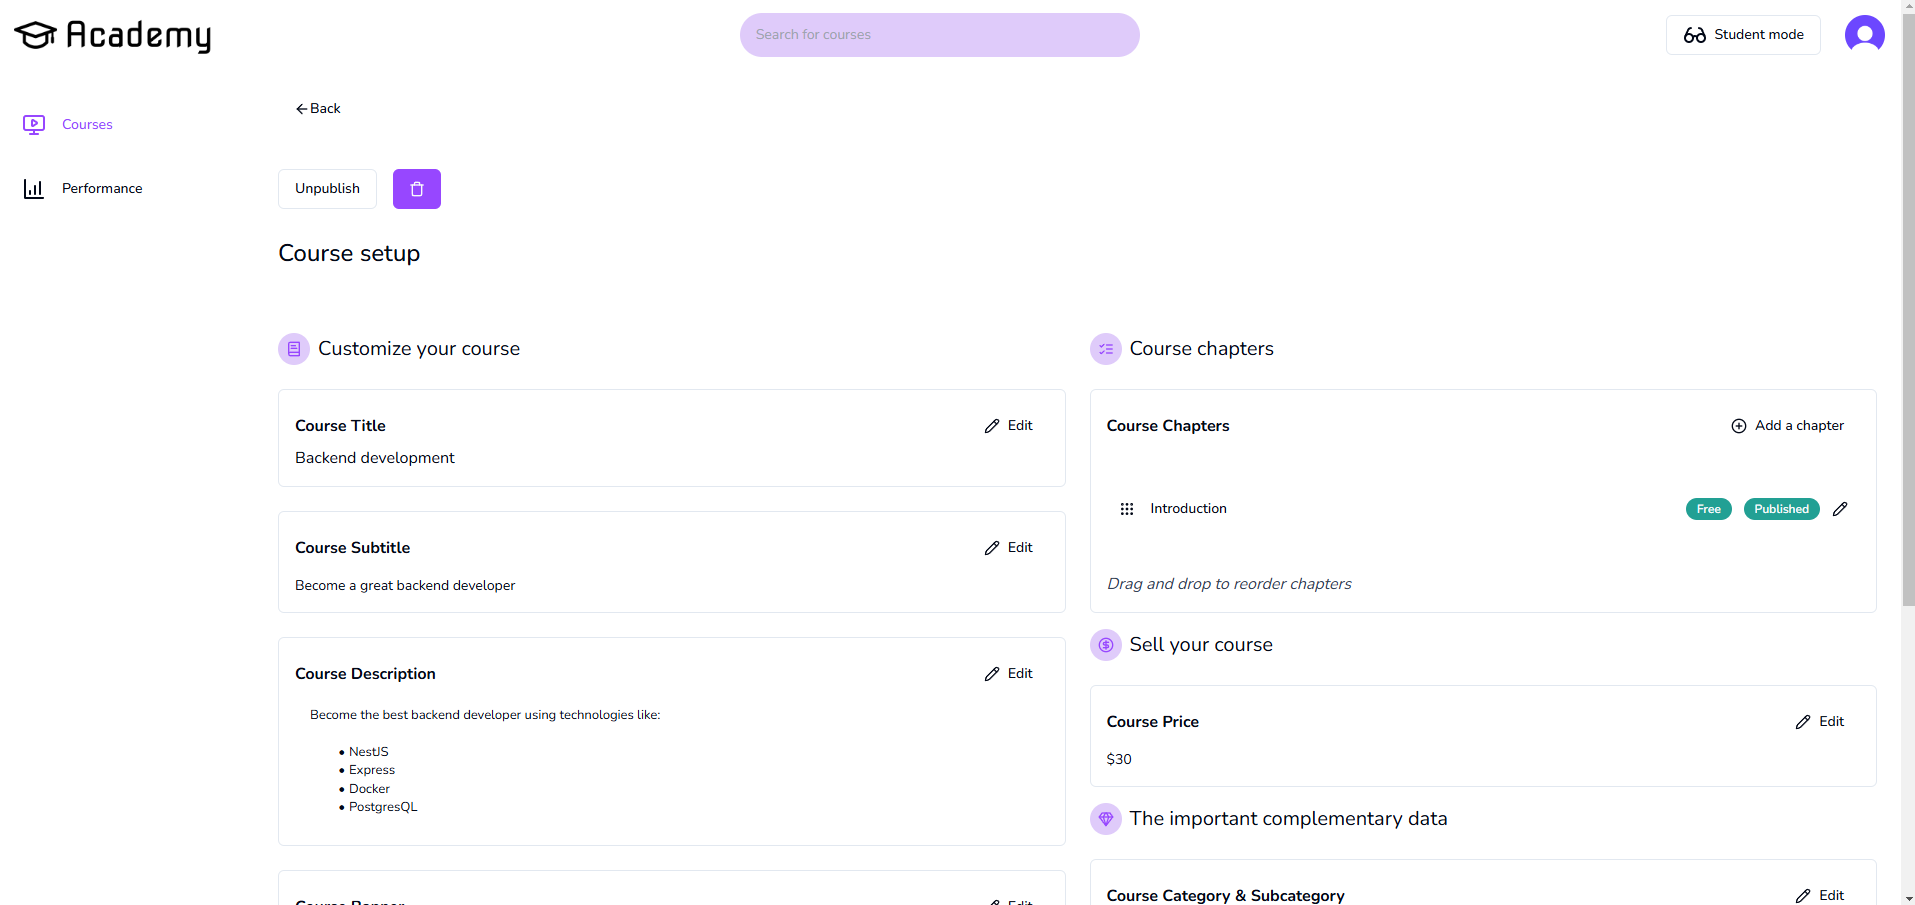 Academy
Search for courses
Student mode
Courses
Performance
Back
Unpublish
Course setup
Customize your course
Course Title
Edit
Backend development
Course Subtitle
Edit
Become a great backend developer
Course Description
Edit
Become the best backend developer using technologies like:
• NestJS
• Express
• Docker
• PostgresQL
Course Banner
Edit
Course chapters
Course Chapters
Add a chapter
Introduction
Free
Published
Drag and drop to reorder chapters
Sell your course
Course Price
Edit
$30
The important complementary data
Course Category & Subcategory
Edit